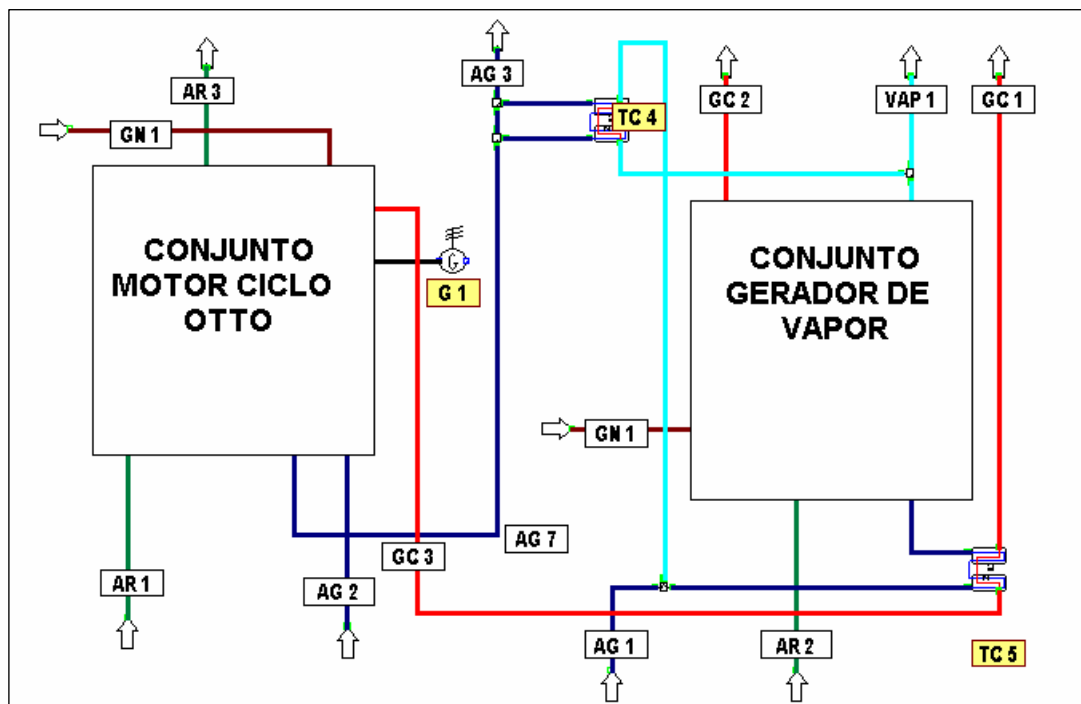 AR 3
AG 3
GC 2
VAP 1
GC 1
TC 4
GN 1
CONJUNTO
MOTOR CICLO
OTTO
G
G 1
CONJUNTO
GERADOR DE
VAPOR
GN 1
AG 7
GC 3
AR 1
AG 2
AG 1
AR 2
TC 5